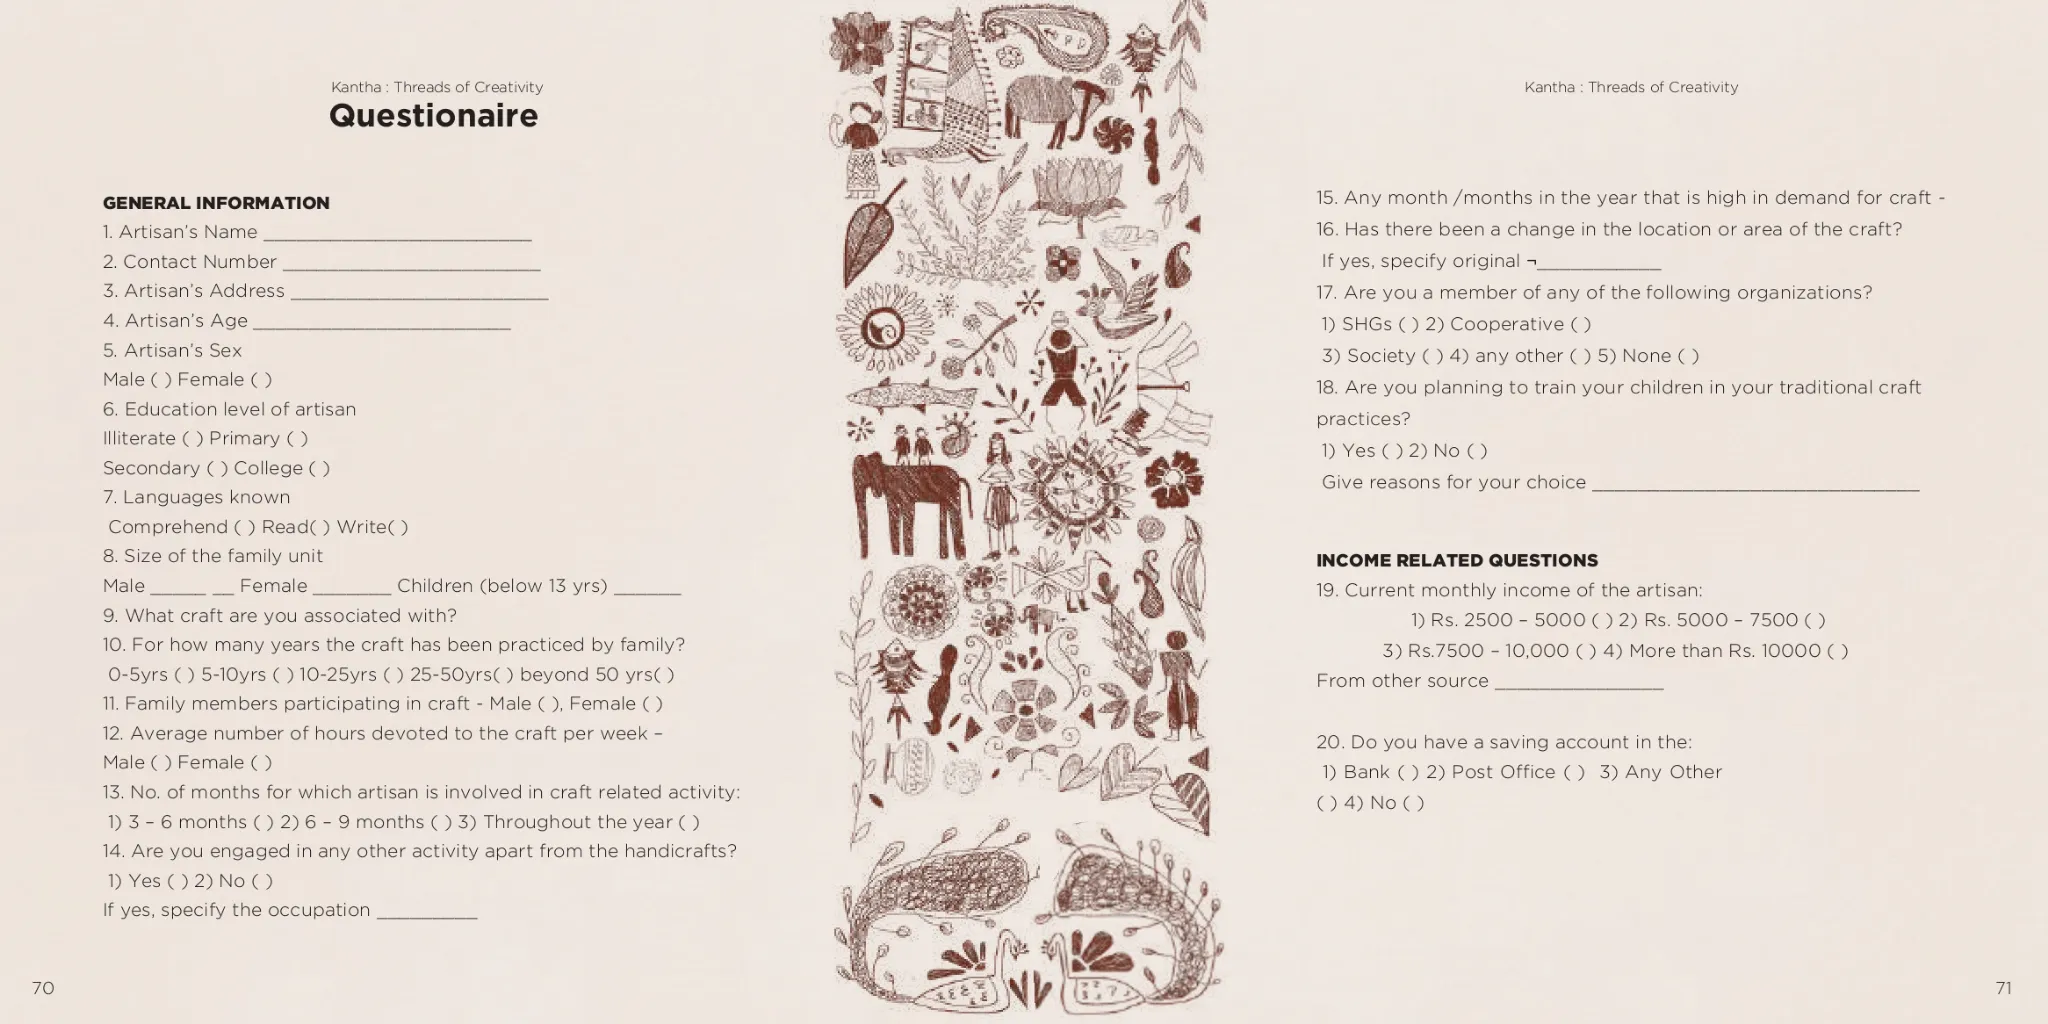 Kantha : Threads of Creativity
Questionaire
GENERAL INFORMATION
1. Artisan’s Name ________________________
2. Contact Number _______________________
3. Artisan’s Address _______________________
4. Artisan’s Age _______________________
5. Artisan’s Sex
Male ( ) Female ( )
6. Education level of artisan
Illiterate ( ) Primary ( )
Secondary ( ) College ( )
7. Languages known
Comprehend ( ) Read( ) Write( )
8. Size of the family unit
Male _____ __ Female _______ Children (below 13 yrs) ______
9. What craft are you associated with?
10. For how many years the craft has been practiced by family?
0-5yrs ( ) 5-10yrs ( ) 10-25yrs ( ) 25-50yrs( ) beyond 50 yrs( )
11. Family members participating in craft - Male ( ), Female ( )
12. Average number of hours devoted to the craft per week –
Male ( ) Female ( )
13. No. of months for which artisan is involved in craft related activity:
1) 3 – 6 months ( ) 2) 6 – 9 months ( ) 3) Throughout the year ( )
14. Are you engaged in any other activity apart from the handicrafts?
1) Yes ( ) 2) No ( )
If yes, specify the occupation _________
70
Kantha : Threads of Creativity
15. Any month /months in the year that is high in demand for craft -
16. Has there been a change in the location or area of the craft?
If yes, specify original ¬___________
17. Are you a member of any of the following organizations?
1) SHGs ( ) 2) Cooperative ( )
3) Society ( ) 4) any other ( ) 5) None ( )
18. Are you planning to train your children in your traditional craft
practices?
1) Yes ( ) 2) No ( )
Give reasons for your choice _____________________________
INCOME RELATED QUESTIONS
19. Current monthly income of the artisan:
1) Rs. 2500 – 5000 ( ) 2) Rs. 5000 – 7500 ( )
3) Rs.7500 – 10,000 ( ) 4) More than Rs. 10000 ( )
From other source _______________
20. Do you have a saving account in the:
1) Bank ( ) 2) Post Office ( ) 3) Any Other
( ) 4) No ( )
71